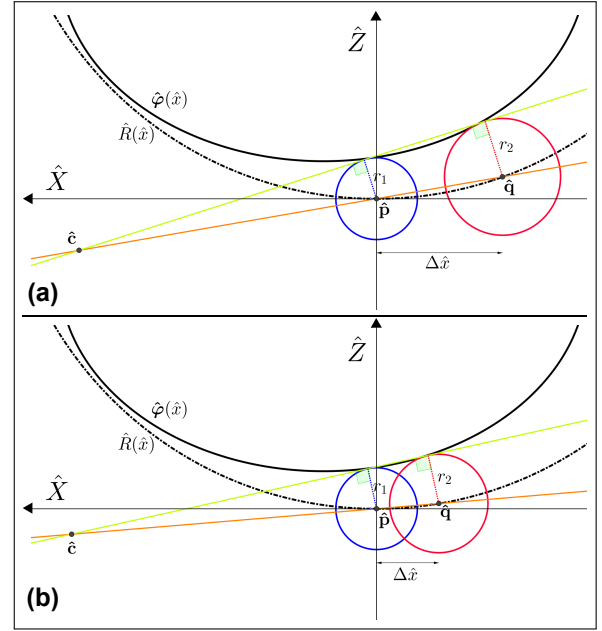 Ẑ
φ̂(x̂)
R̂(x̂)
r₁
r₂
X̂
p̂
q̂
ĉ
Δx̂
(a)
Ẑ
φ̂(x̂)
R̂(x̂)
r₁
r₂
X̂
p̂
q̂
ĉ
Δx̂
(b)